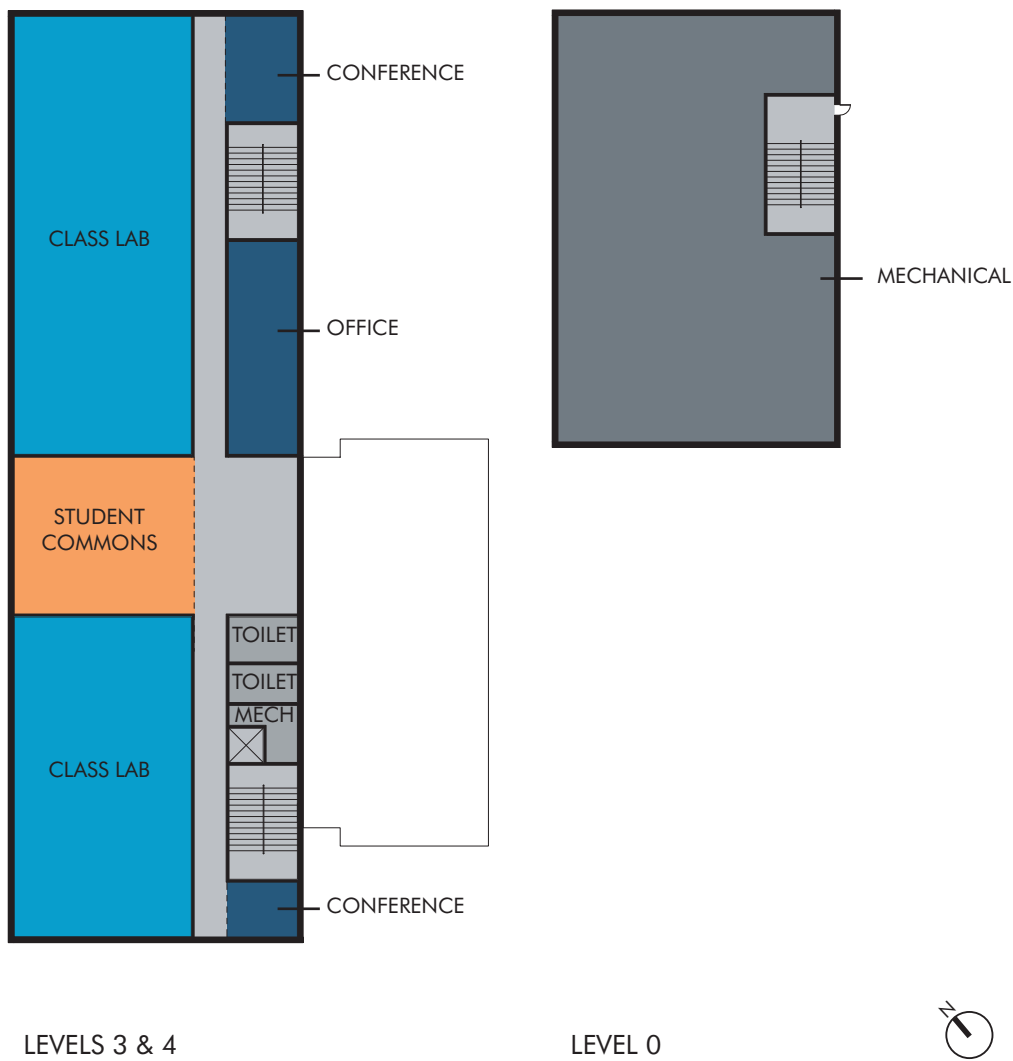 CONFERENCE
CLASS LAB
MECHANICAL
OFFICE
STUDENT
COMMONS
TOILET
TOILET
MECH
CLASS LAB
CONFERENCE
LEVELS 3 & 4
LEVEL 0
N